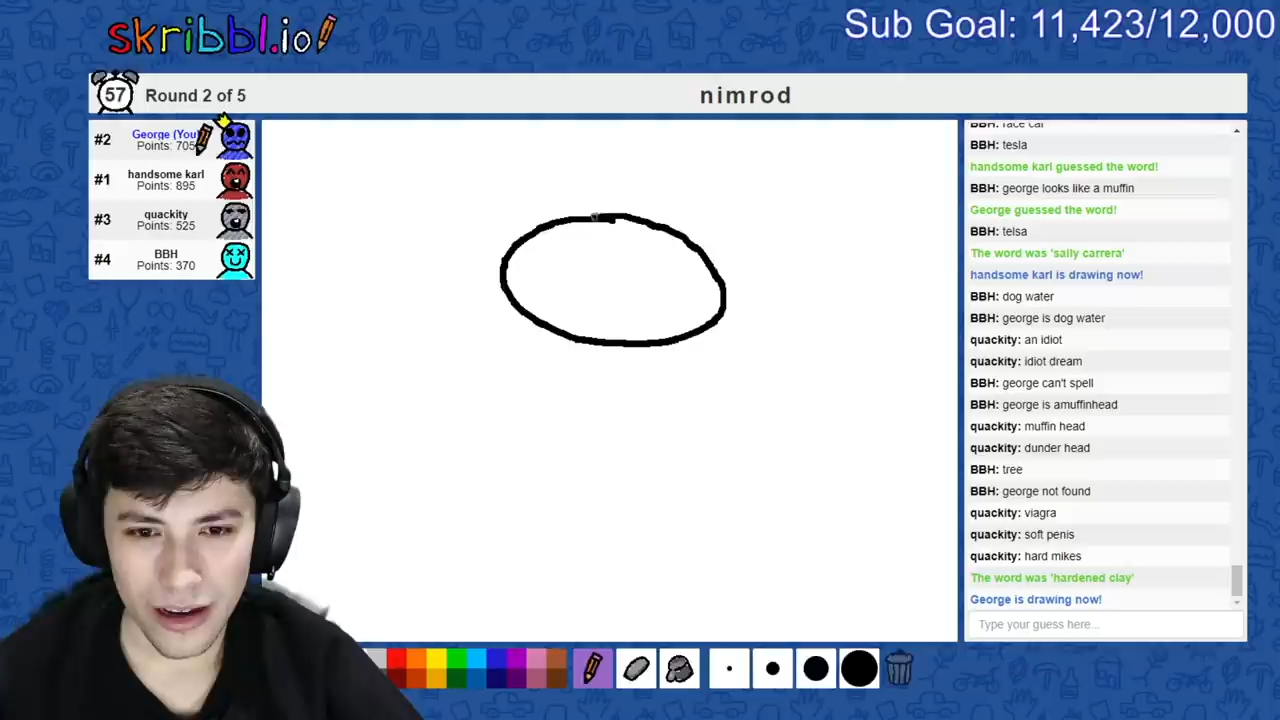 skribbl.io
Sub Goal: 11,423/12,000
57
Round 2 of 5
nimrod
#2
George (You
Points: 705
#1
handsome karl
Points: 895
#3
quackity
Points: 525
#4
BBH
Points: 370
BBH: race car
BBH: tesla
handsome karl guessed the word!
BBH: george looks like a muffin
George guessed the word!
BBH: telsa
The word was 'sally carrera'
handsome karl is drawing now!
BBH: dog water
BBH: george is dog water
quackity: an idiot
quackity: idiot dream
BBH: george can't spell
BBH: george is amuffinhead
quackity: muffin head
quackity: dunder head
BBH: tree
BBH: george not found
quackity: viagra
quackity: soft penis
quackity: hard mikes
The word was 'hardened clay'
George is drawing now!
Type your guess here...